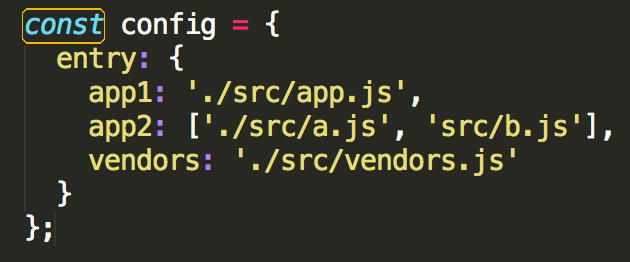 const config = {
  entry: {
    app1: './src/app.js',
    app2: ['./src/a.js', 'src/b.js'],
    vendors: './src/vendors.js'
  }
};